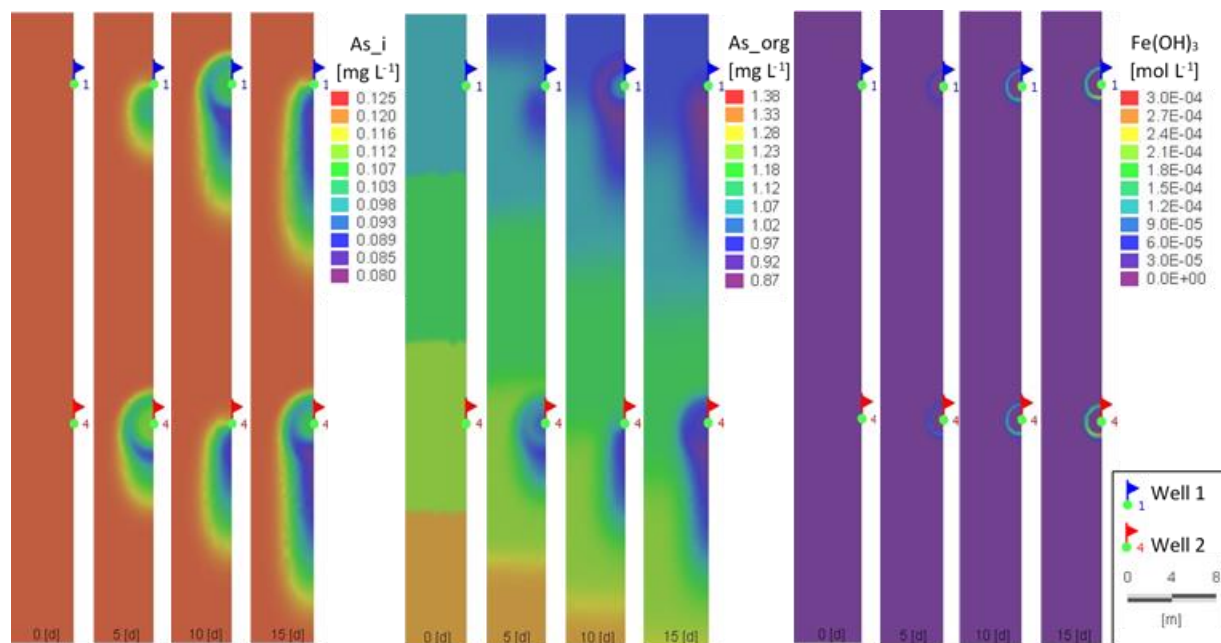 As_i
[mg L-1]
0.125
0.120
0.116
0.112
0.107
0.103
0.098
0.093
0.089
0.085
0.080
1
1
1
1
4
4
4
4
0 [d]
5 [d]
10 [d]
15 [d]
As_org
[mg L-1]
1.38
1.33
1.28
1.23
1.18
1.12
1.07
1.02
0.97
0.92
0.87
1
1
1
1
4
4
4
4
0 [d]
5 [d]
10 [d]
15 [d]
Fe(OH)₃
[mol L-1]
3.0E-04
2.7E-04
2.4E-04
2.1E-04
1.8E-04
1.5E-04
1.2E-04
9.0E-05
6.0E-05
3.0E-05
0.0E+00
1
1
1
1
4
4
4
4
0 [d]
5 [d]
10 [d]
15 [d]
1 Well 1
4 Well 2
0 4 8
[m]